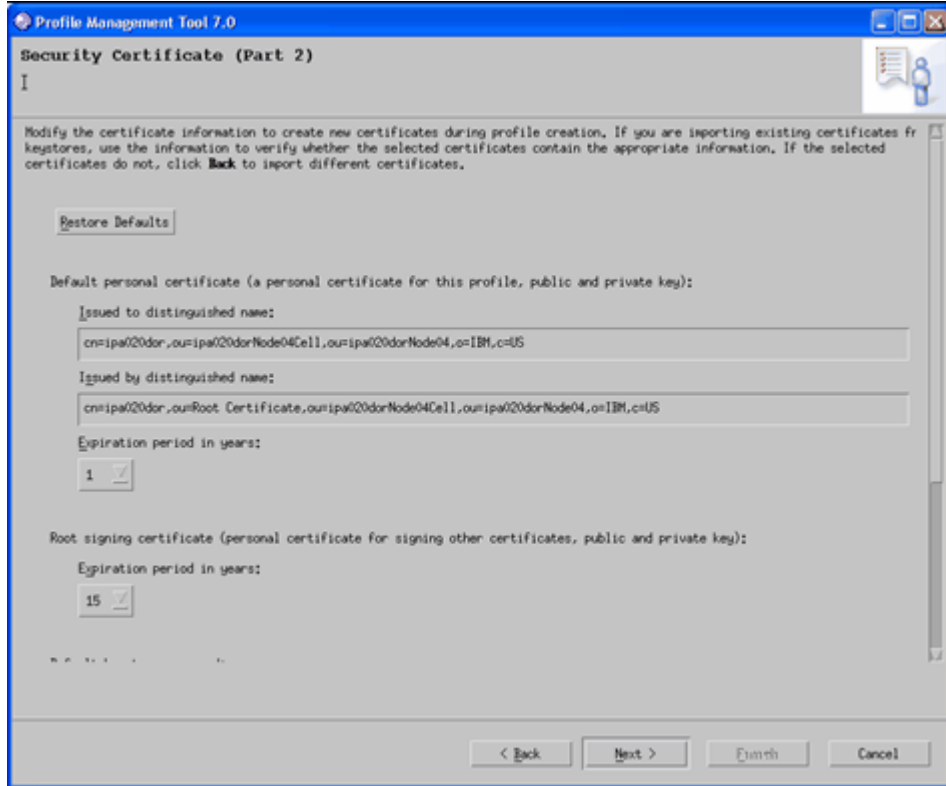 Profile Management Tool 7.0
Security Certificate (Part 2)
Modify the certificate information to create new certificates during profile creation. If you are importing existing certificates fr
keystores, use the information to verify whether the selected certificates contain the appropriate information. If the selected
certificates do not, click Back to import different certificates.
Restore Defaults
Default personal certificate (a personal certificate for this profile, public and private key):
Issued to distinguished name:
cn=ipa020dor,ou=ipa020dorNode04Cell,ou=ipa020dorNode04,o=IBM,c=US
Issued by distinguished name:
cn=ipa020dor,ou=Root Certificate,ou=ipa020dorNode04Cell,ou=ipa020dorNode04,o=IBM,c=US
Expiration period in years:
1
Root signing certificate (personal certificate for signing other certificates, public and private key):
Expiration period in years:
15
< Back Next > Finish Cancel